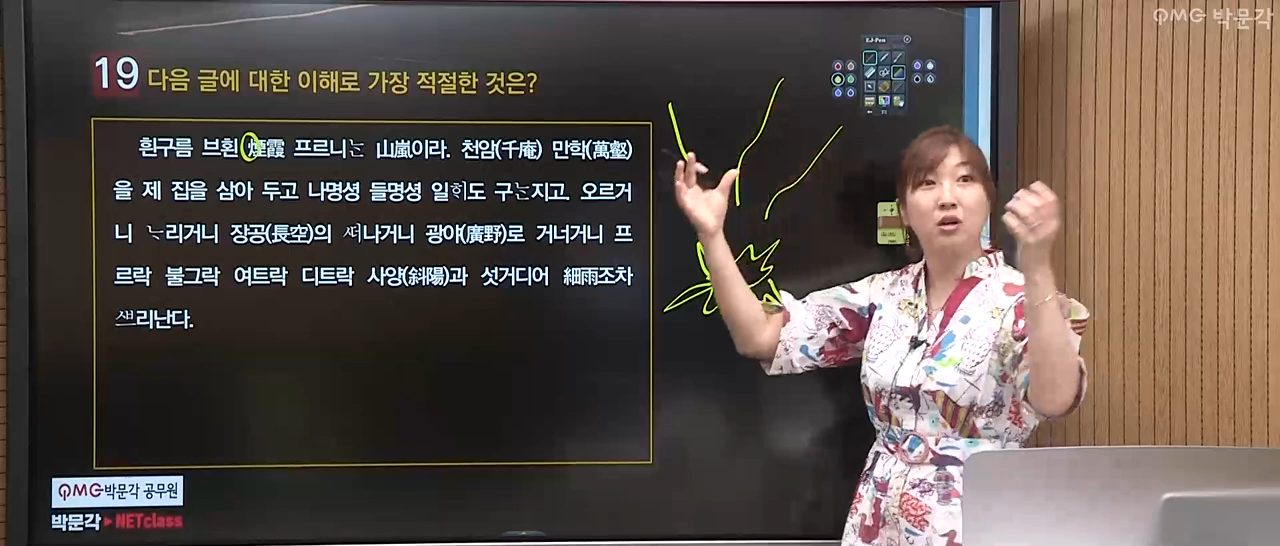 QMG 박문각
EJ-Pen
19 다음 글에 대한 이해로 가장 적절한 것은?
흰구름 브흰 煙霞 프르니는 山嵐이라. 천암(千庵) 만학(萬壑)
을 제 집을 삼아 두고 나명셩 들명셩 일히도 구는지고. 오르거
니 ᄂᆞ리거니 장공(長空)의 ᄯᅥ나거니 광야(廣野)로 거너거니 프
르락 불그락 여트락 디트락 사양(斜陽)과 섯거디어 細雨조차
ᄲᅳ리난다.
QMG 박문각 공무원
박문각 ▶ NETclass